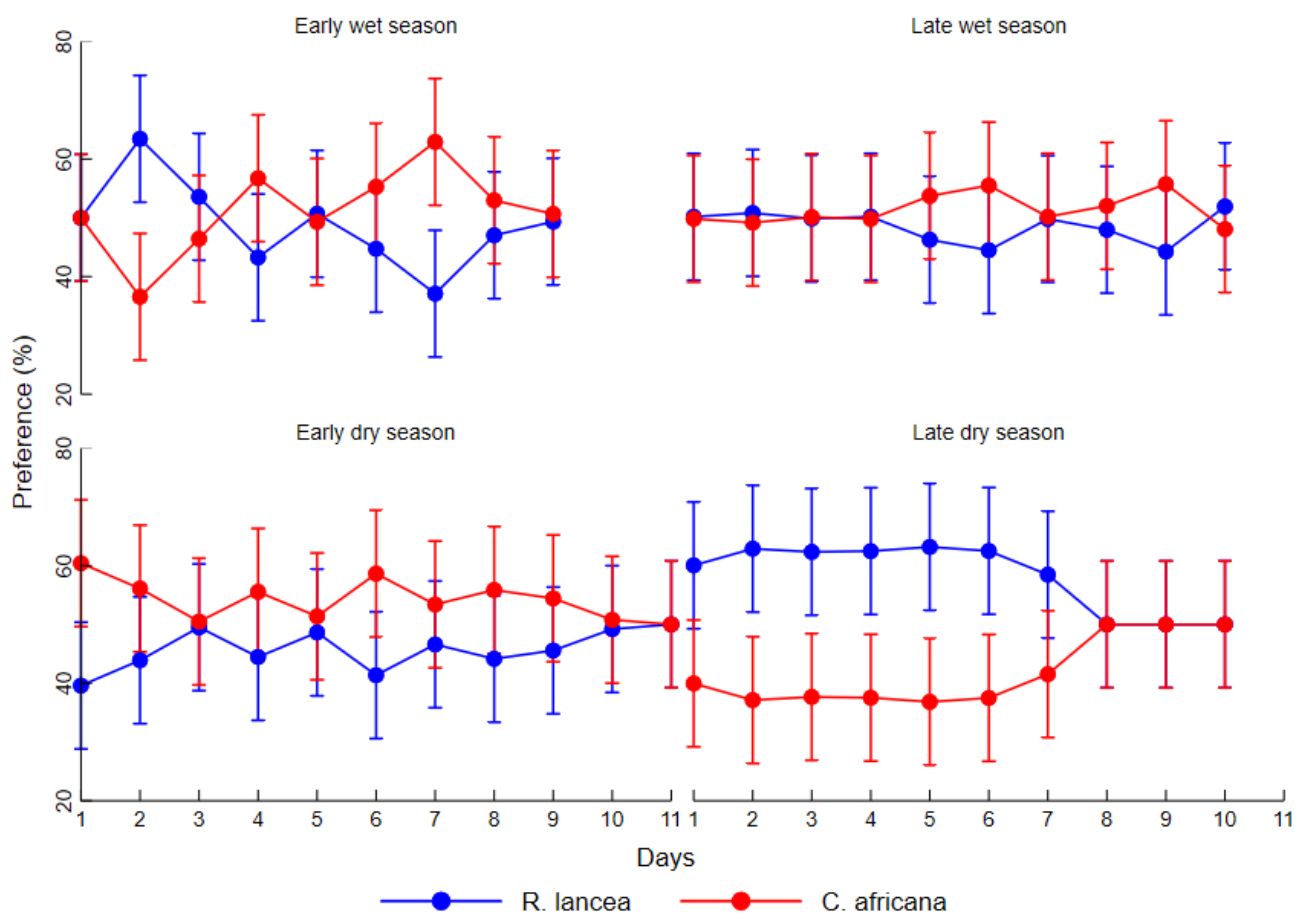 Early wet season
Late wet season
80
60
40
20
Preference (%)
Early dry season
Late dry season
80
60
40
20
1 2 3 4 5 6 7 8 9 10 11
1 2 3 4 5 6 7 8 9 10 11
Days
R. lancea
C. africana